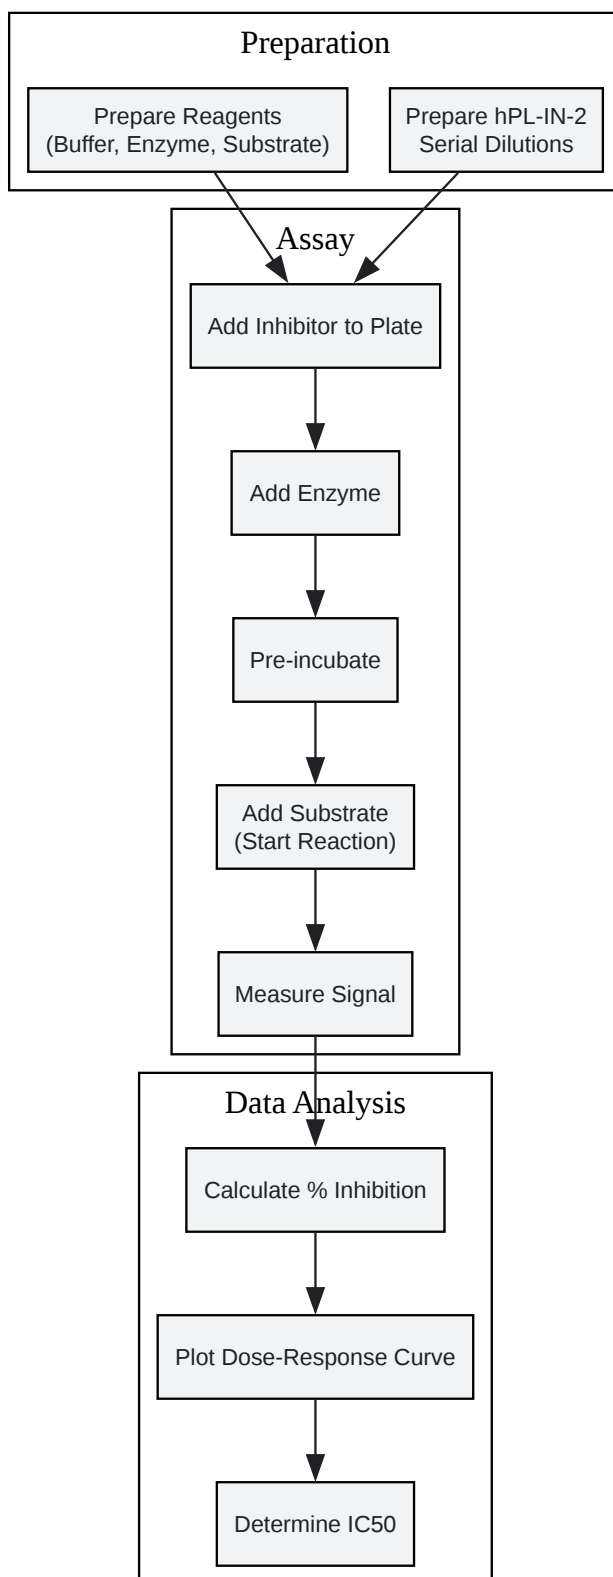 Preparation
Prepare Reagents
(Buffer, Enzyme, Substrate)
Prepare hPL-IN-2
Serial Dilutions
Assay
Add Inhibitor to Plate
Add Enzyme
Pre-incubate
Add Substrate
(Start Reaction)
Measure Signal
Data Analysis
Calculate % Inhibition
Plot Dose-Response Curve
Determine IC50